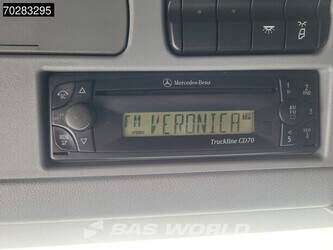 70283295
Mercedes-Benz
FM VERONICA
Truckline CD70
BAS WORLD